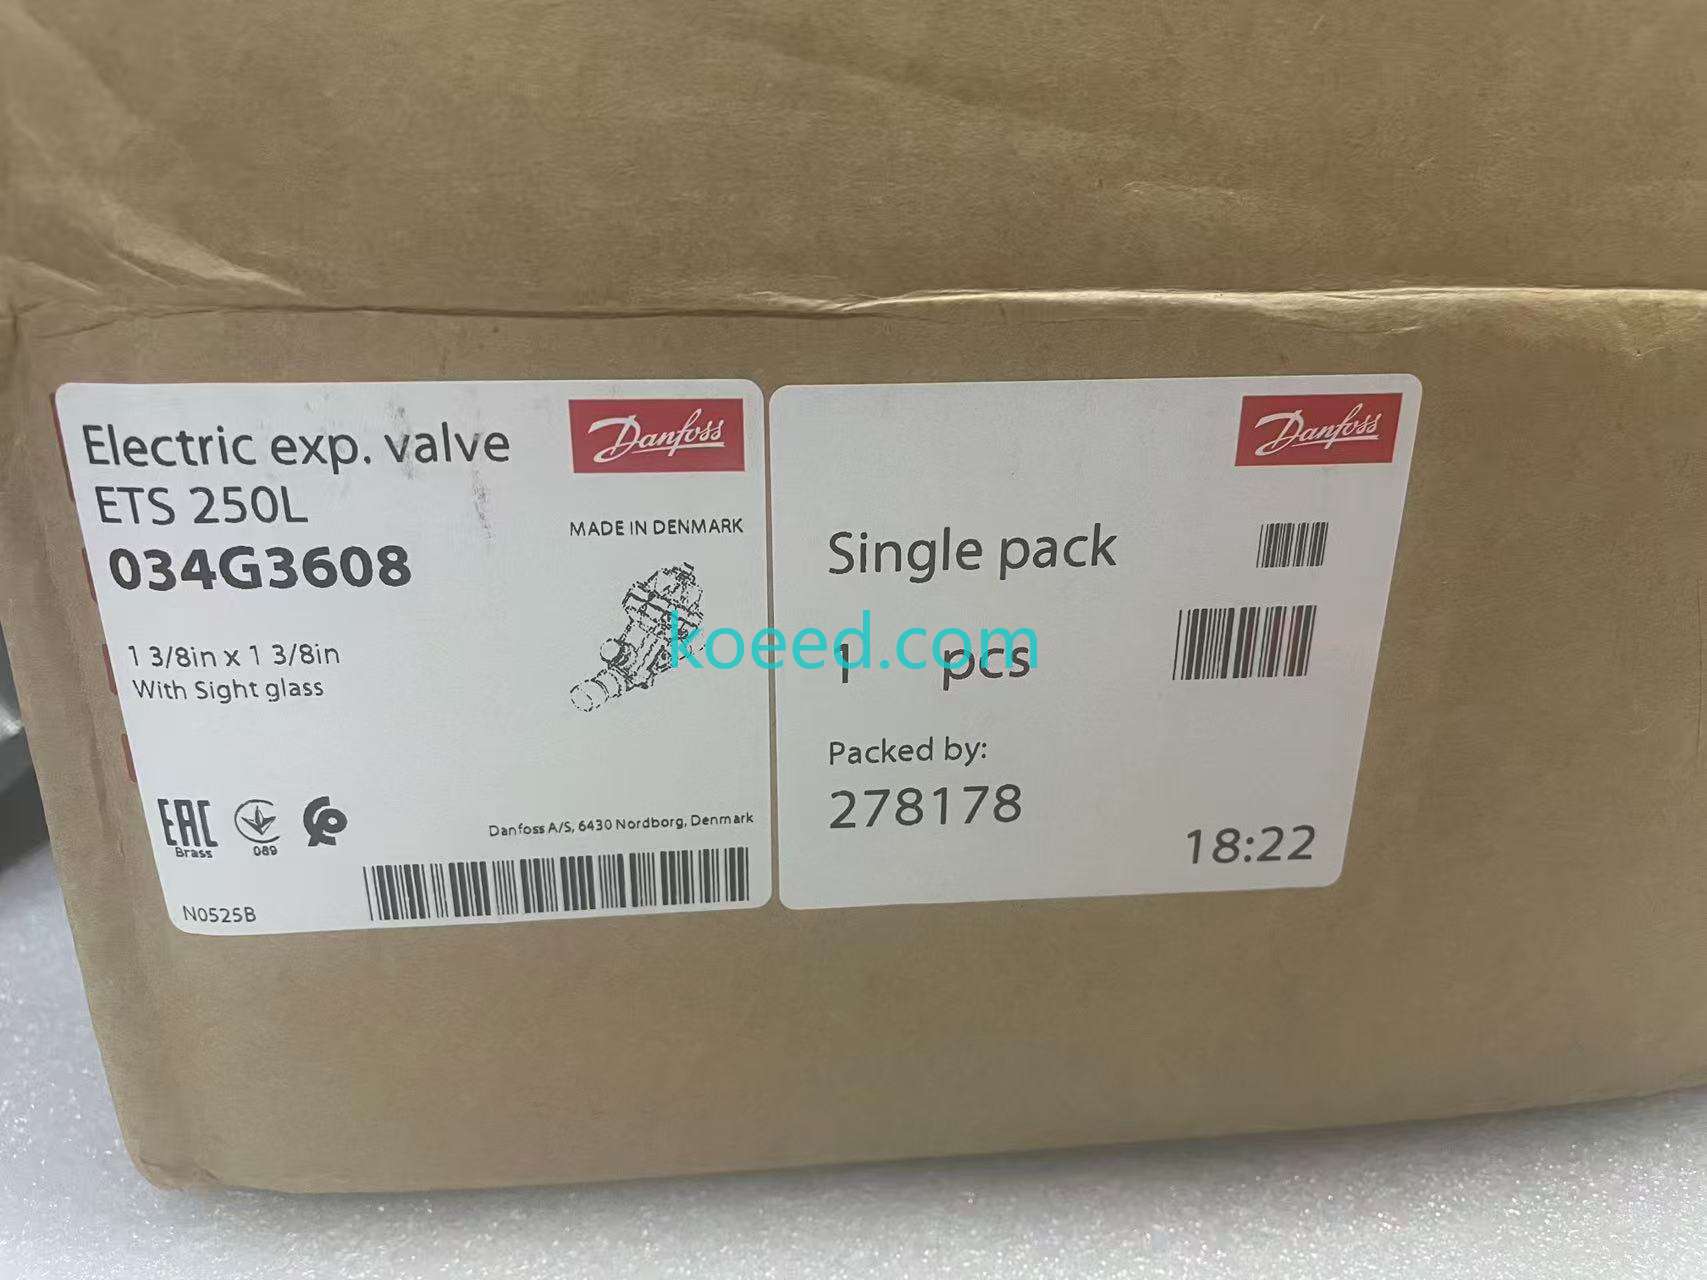 Electric exp. valve
ETS 250L
034G3608
Danfoss
MADE IN DENMARK
1 3/8in x 1 3/8in
With Sight glass
EAC
Brass
089
Danfoss A/S, 6430 Nordborg, Denmark
N0525B
Danfoss
Single pack
1 pcs
Packed by:
278178
18:22
koeed.com